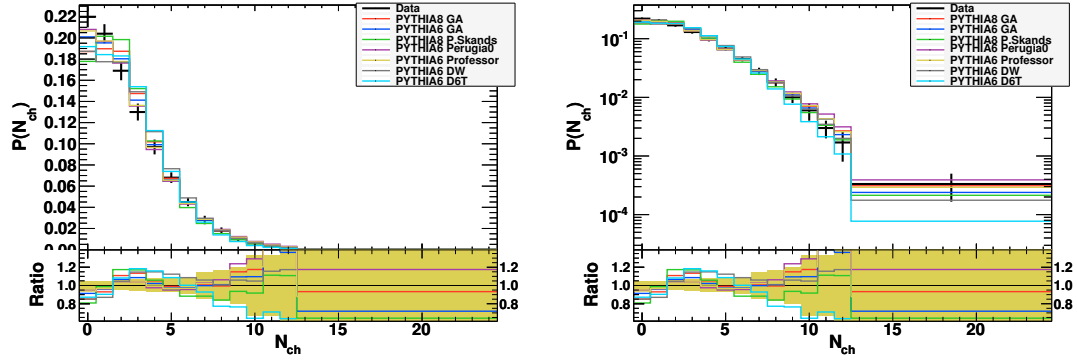 Data
PYTHIA8 GA
PYTHIA6 GA
PYTHIA8 P.Skands
PYTHIA6 Perugia0
PYTHIA6 Professor
PYTHIA6 DW
PYTHIA6 D6T
P(N_ch)
0.22
0.20
0.18
0.16
0.14
0.12
0.10
0.08
0.06
0.04
0.02
0.00
Ratio
1.2
1.0
0.8
1.2
1.0
0.8
0 5 10 15 20
N_ch
Data
PYTHIA8 GA
PYTHIA6 GA
PYTHIA8 P.Skands
PYTHIA6 Perugia0
PYTHIA6 Professor
PYTHIA6 DW
PYTHIA6 D6T
P(N_ch)
10^-1
10^-2
10^-3
10^-4
Ratio
1.2
1.0
0.8
1.2
1.0
0.8
0 5 10 15 20
N_ch